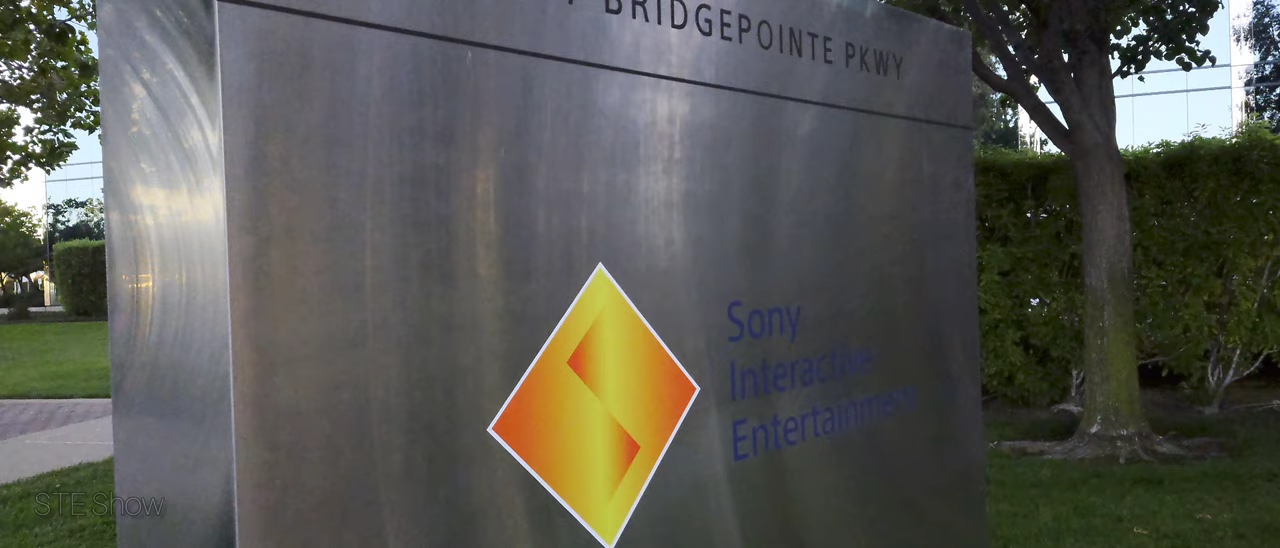 BRIDGEPOINTE PKWY
Sony
Interactive
Entertainment
STE Show